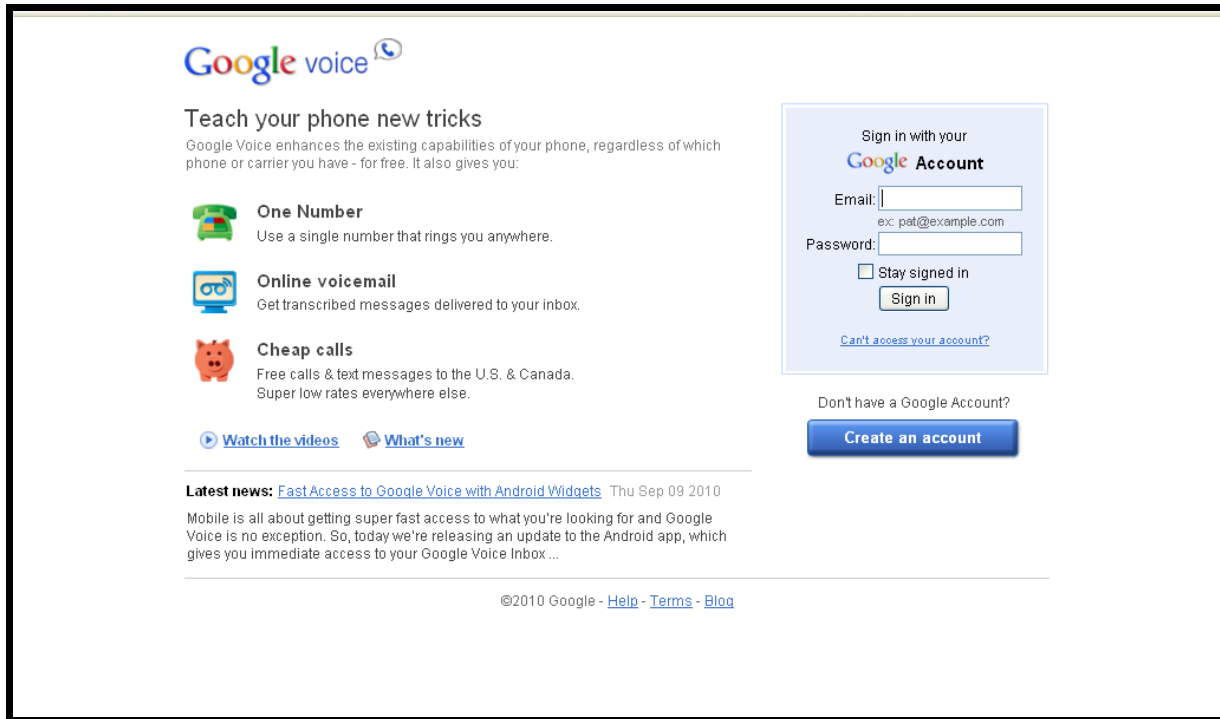 Google voice
Teach your phone new tricks
Google Voice enhances the existing capabilities of your phone, regardless of which
phone or carrier you have - for free. It also gives you:
One Number
Use a single number that rings you anywhere.
Online voicemail
Get transcribed messages delivered to your inbox.
Cheap calls
Free calls & text messages to the U.S. & Canada.
Super low rates everywhere else.
Watch the videos What's new
Latest news: Fast Access to Google Voice with Android Widgets Thu Sep 09 2010
Mobile is all about getting super fast access to what you're looking for and Google
Voice is no exception. So, today we're releasing an update to the Android app, which
gives you immediate access to your Google Voice Inbox ...
Sign in with your
Google Account
Email:
ex: pat@example.com
Password:
Stay signed in
Sign in
Can't access your account?
Don't have a Google Account?
Create an account
©2010 Google - Help - Terms - Blog